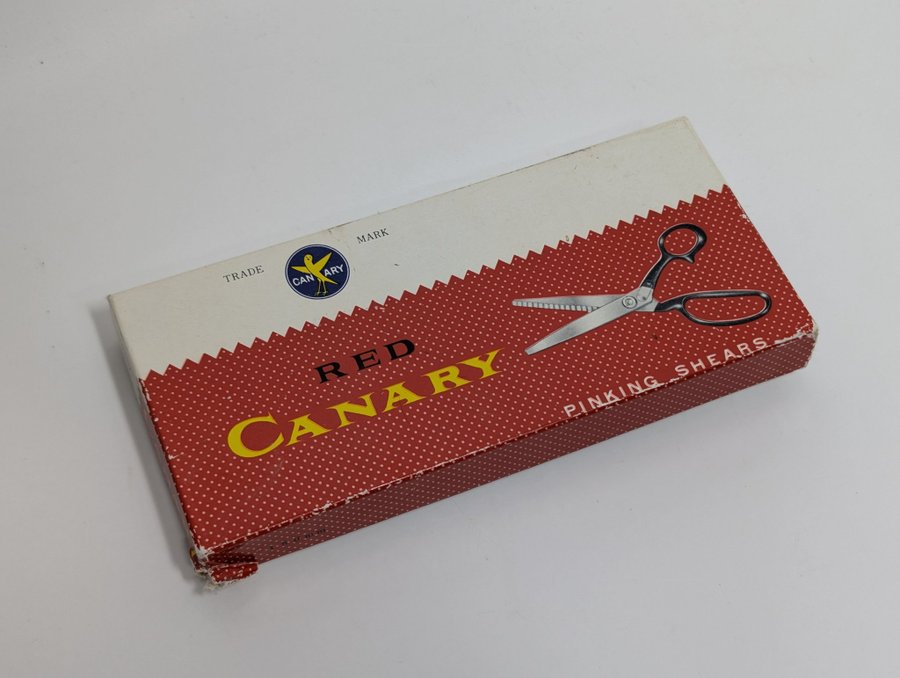 TRADE MARK
CANARY
RED
CANARY
PINKING SHEARS